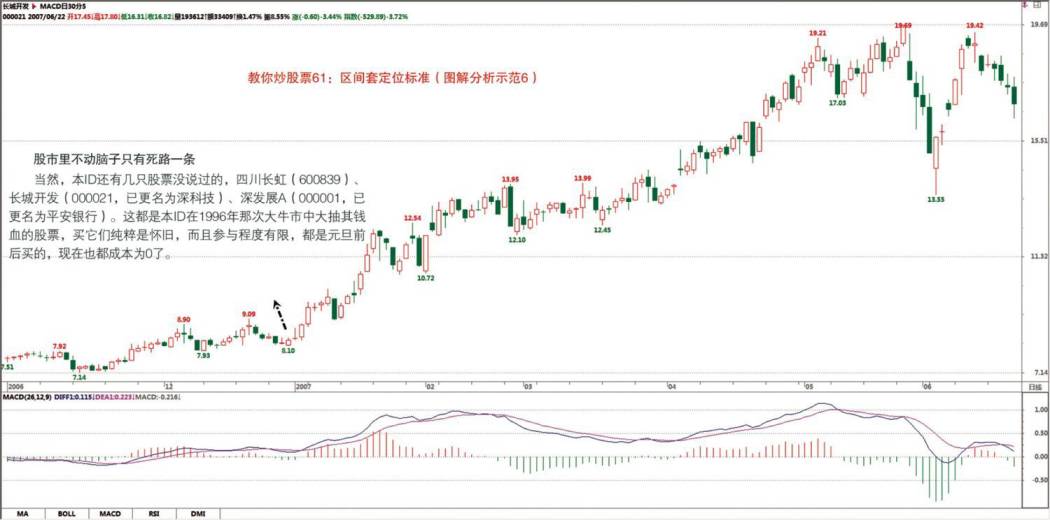 长城开发 ▶ MACD日30分5
000021 2007/06/22 开17.45↓高17.80↓低16.31↓收16.82↓量193612↑额33409↑换1.47% 振8.55% 涨(-0.60)-3.44% 指数(-529.89)-3.72%
19.69
19.69
19.42
19.21
教你炒股票61：区间套定位标准（图解分析示范6）
17.03
15.51
股市里不动脑子只有死路一条
当然，本ID还有几只股票没说过的，四川长虹（600839）、
长城开发（000021，已更名为深科技）、深发展A（000001，已
更名为平安银行）。这都是本ID在1996年那次大牛市中大抽其钱
血的股票，买它们纯粹是怀旧，而且参与程度有限，都是元旦前
后买的，现在也都成本为0了。
13.95
13.99
13.55
12.54
12.10
12.45
11.32
10.72
8.90
9.09
7.92
7.93
8.10
7.51
7.14
7.14
2006 12 2007 02 03 04 05 06 日线
MACD(26,12,9) DIFF1:0.115↓DEA1:0.223↓MACD:-0.216↓
1.00
0.50
0.00
-0.50
MA BOLL MACD RSI DMI